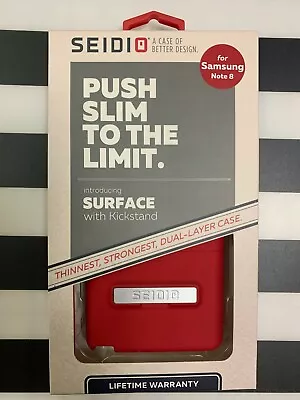 SEIDIO
A CASE OF
BETTER DESIGN.
for
Samsung
Note 8
PUSH
SLIM
TO THE
LIMIT.
introducing
SURFACE
with Kickstand
THINNEST, STRONGEST, DUAL-LAYER CASE.
SEIDIO
LIFETIME WARRANTY